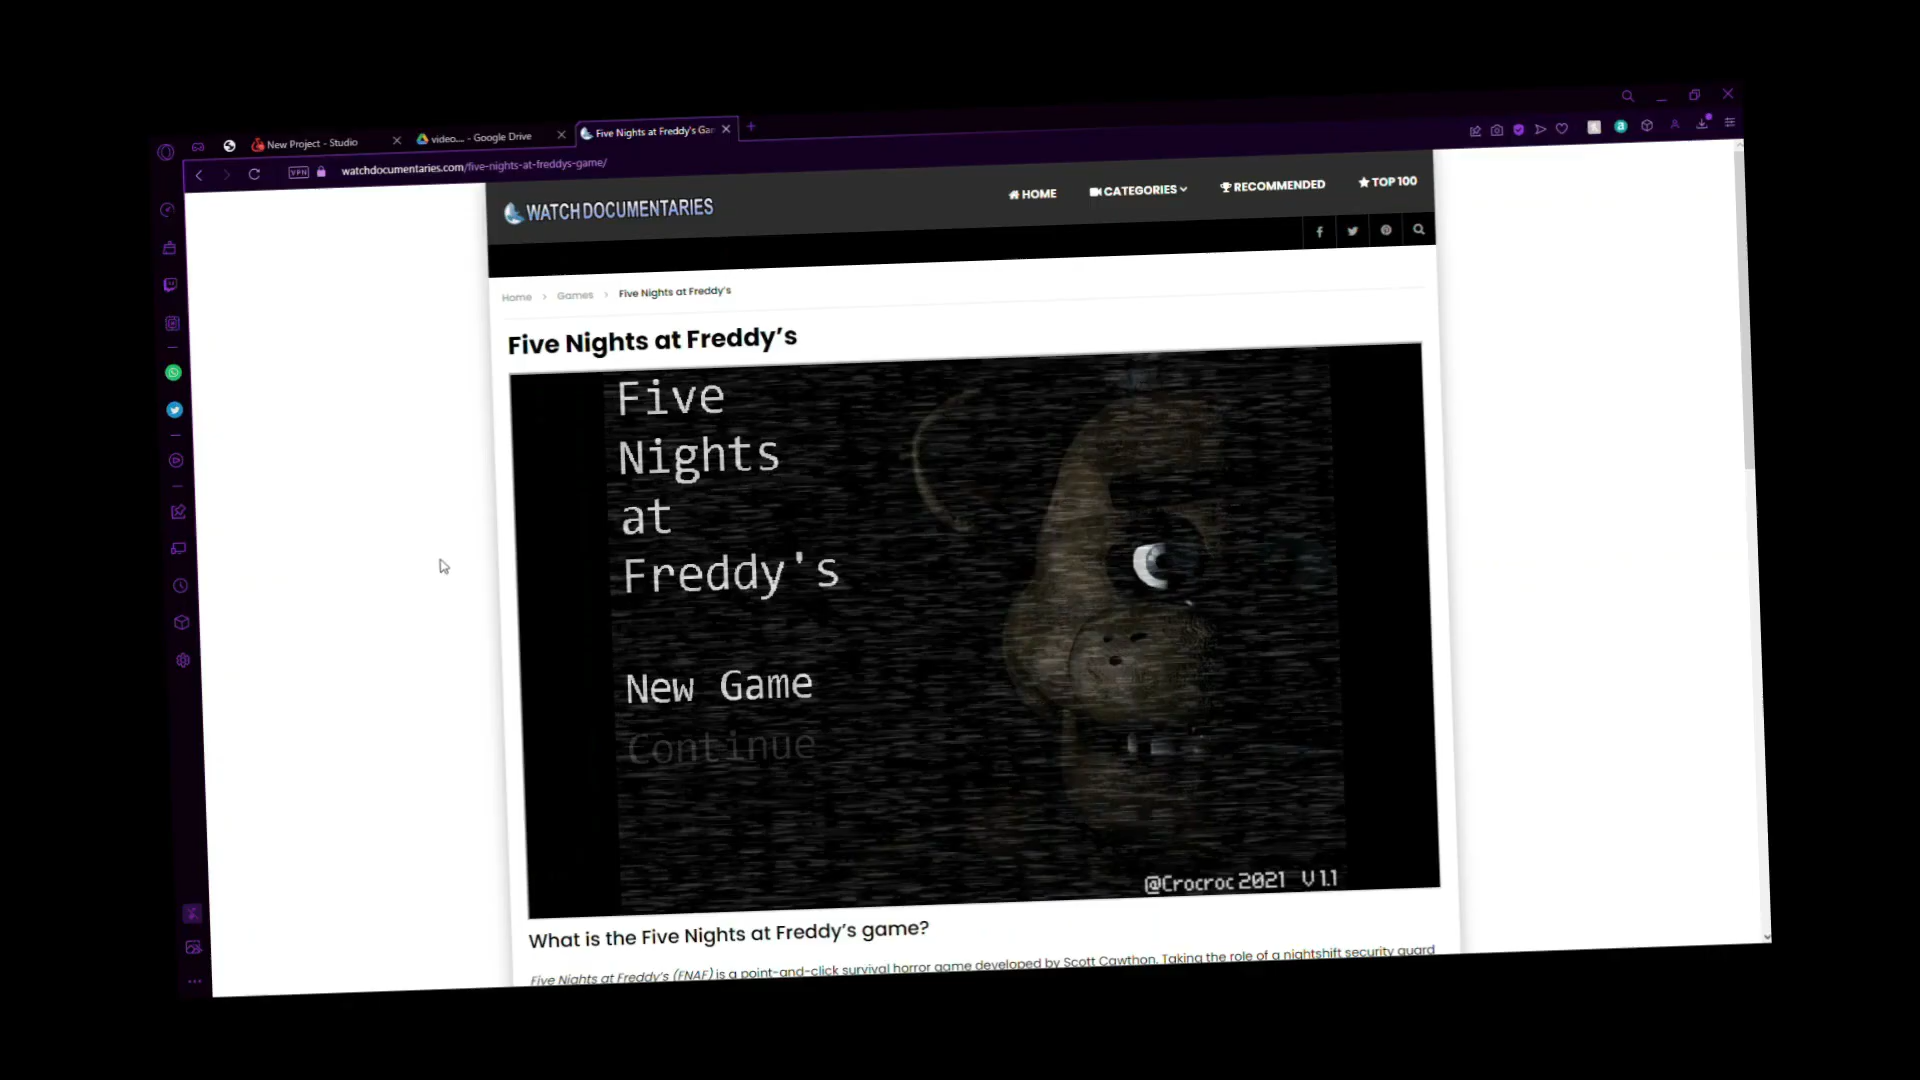 New Project - Studio
video.... - Google Drive
Five Nights at Freddy's Gam
VPN
watchdocumentaries.com/five-nights-at-freddys-game/
WATCH DOCUMENTARIES
HOME
CATEGORIES
RECOMMENDED
TOP 100
Home > Games > Five Nights at Freddy's
Five Nights at Freddy's
Five
Nights
at
Freddy's
New Game
Continue
@Crocroc 2021 V 1.1
What is the Five Nights at Freddy's game?
Five Nights at Freddy's (FNAF) is a point-and-click survival horror game developed by Scott Cawthon. Taking the role of a nightshift security guard